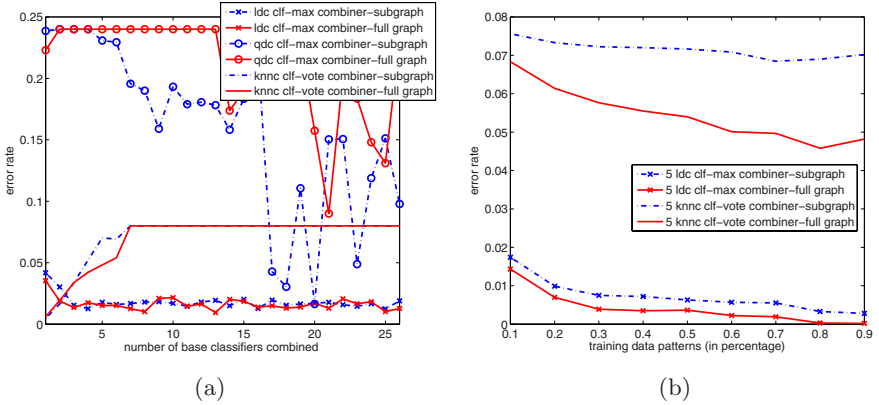 0.25
0.2
0.15
0.1
0.05
0
5
10
15
20
25
error rate
number of base classifiers combined
ldc clf−max combiner−subgraph
ldc clf−max combiner−full graph
qdc clf−max combiner−subgraph
qdc clf−max combiner−full graph
knnc clf−vote combiner−subgraph
knnc clf−vote combiner−full graph
(a)
0.08
0.07
0.06
0.05
0.04
0.03
0.02
0.01
0
0.1
0.2
0.3
0.4
0.5
0.6
0.7
0.8
0.9
error rate
training data patterns (in percentage)
5 ldc clf−max combiner−subgraph
5 ldc clf−max combiner−full graph
5 knnc clf−vote combiner−subgraph
5 knnc clf−vote combiner−full graph
(b)